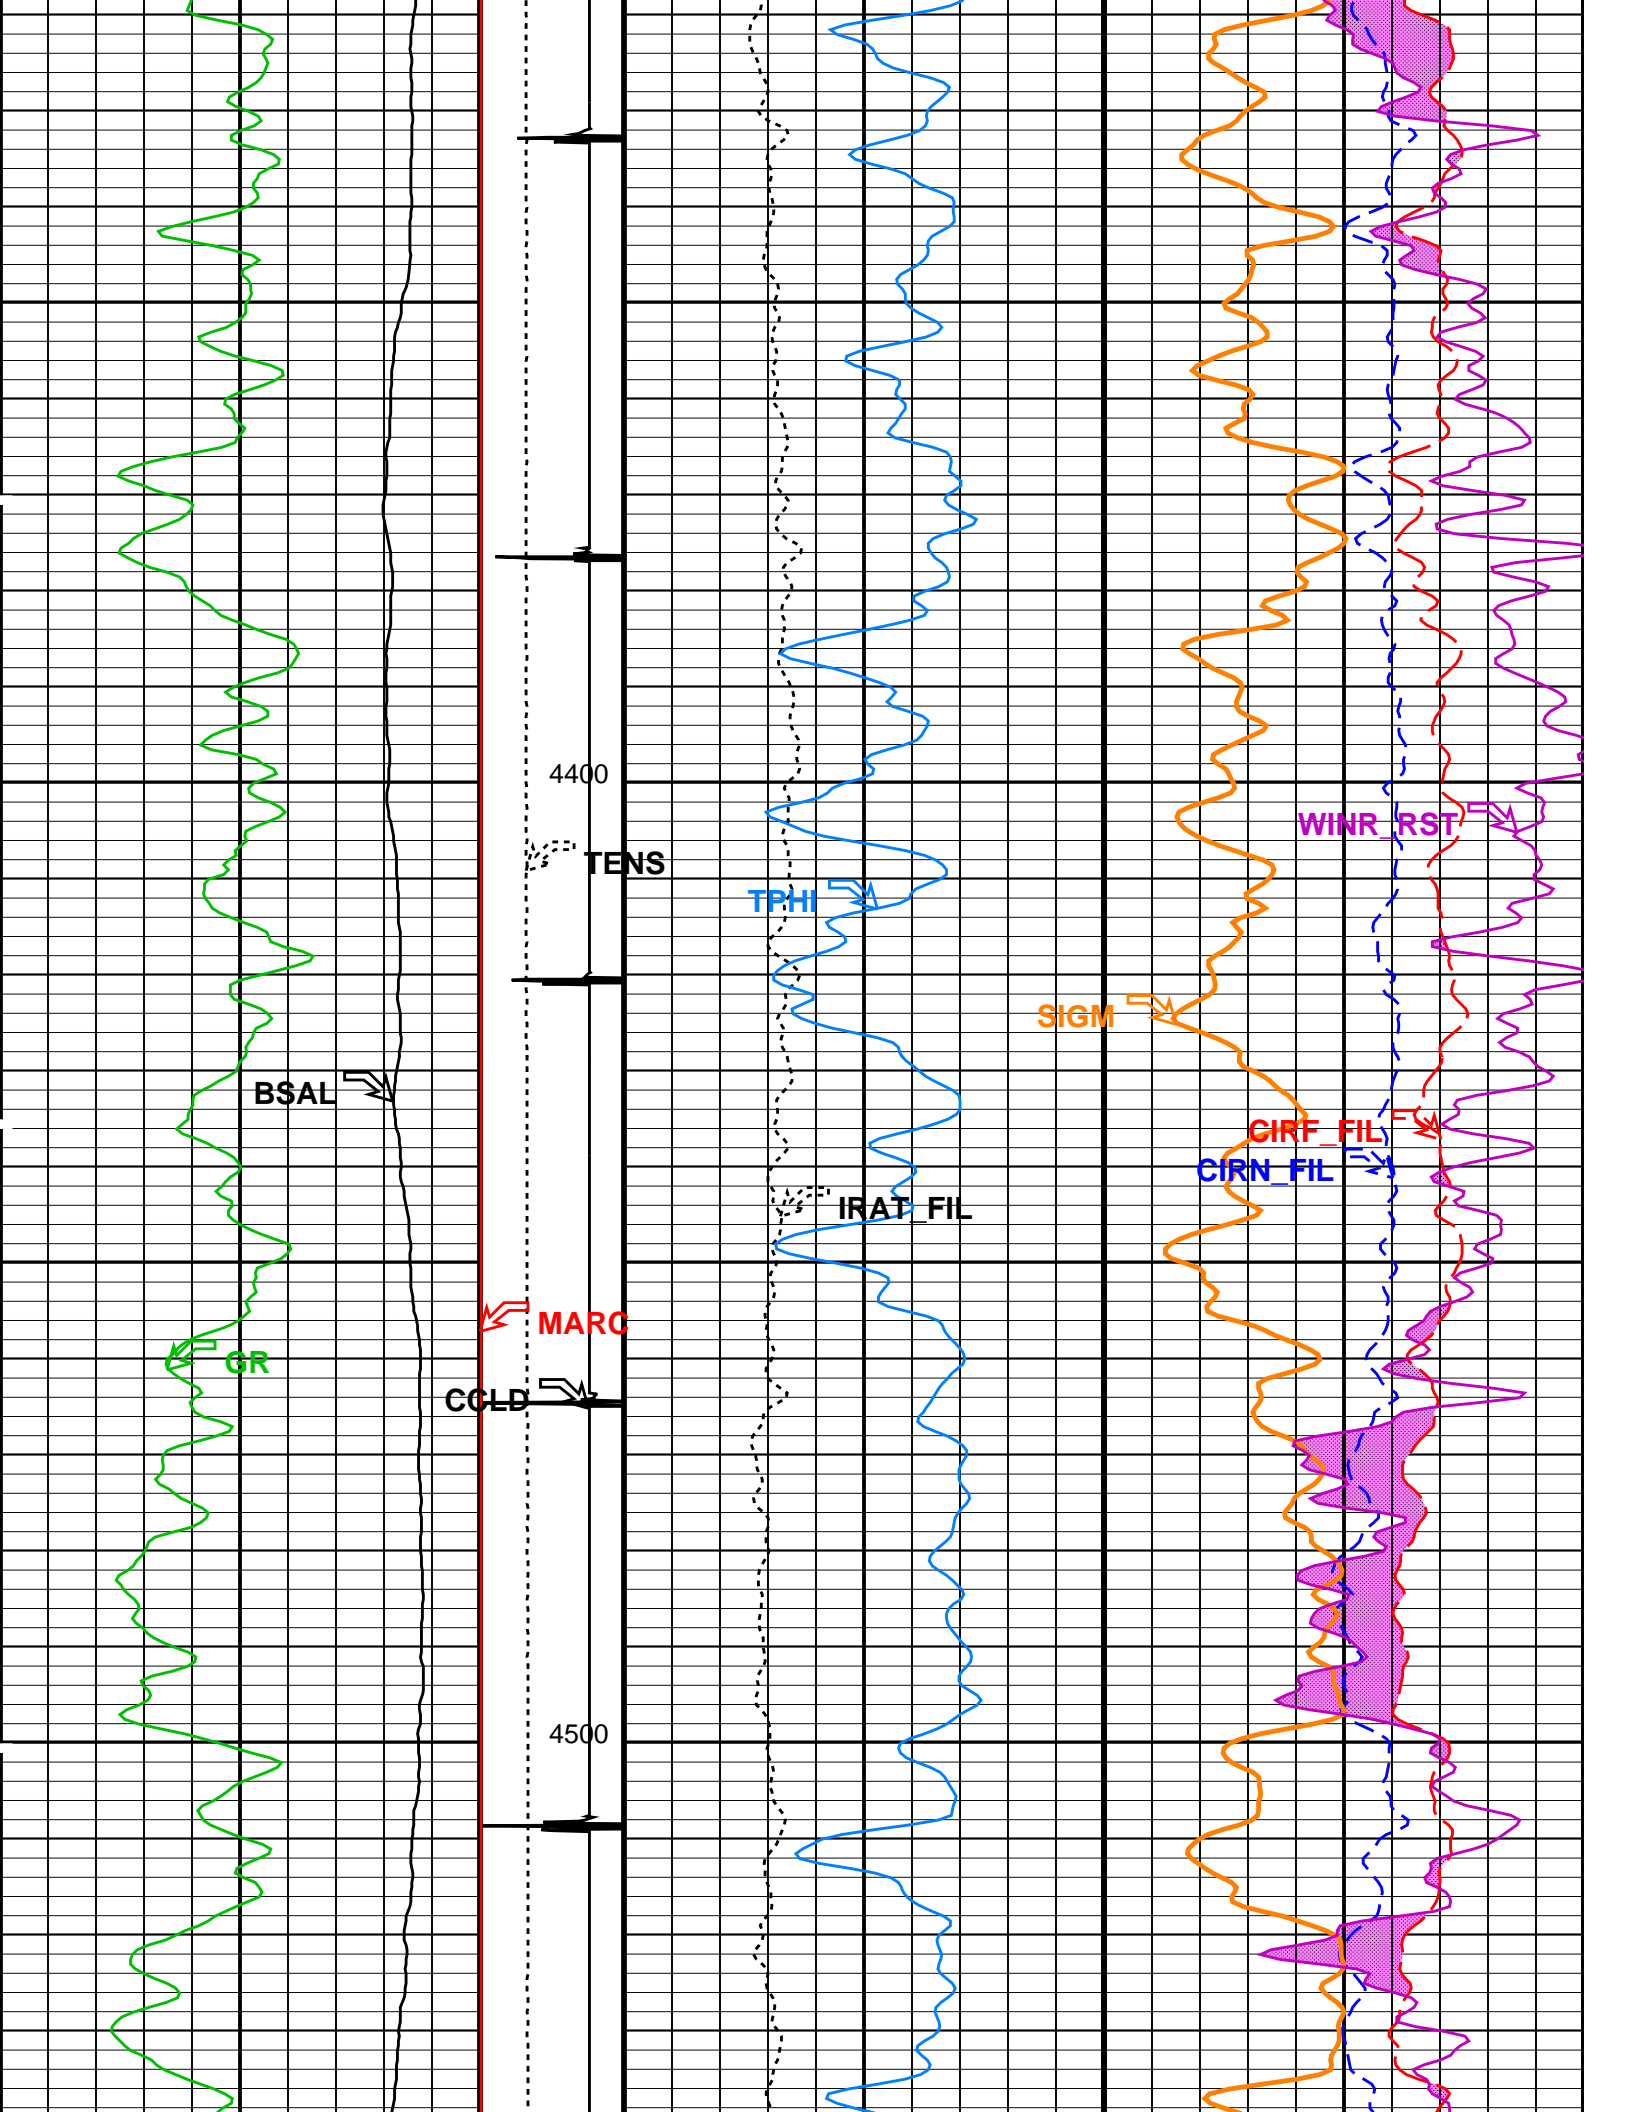 4400
WINR_RST
TENS
TPHI
SIGM
BSAL
CIRF_FIL
CIRN_FIL
IRAT_FIL
MARC
GR
CCLD
4500